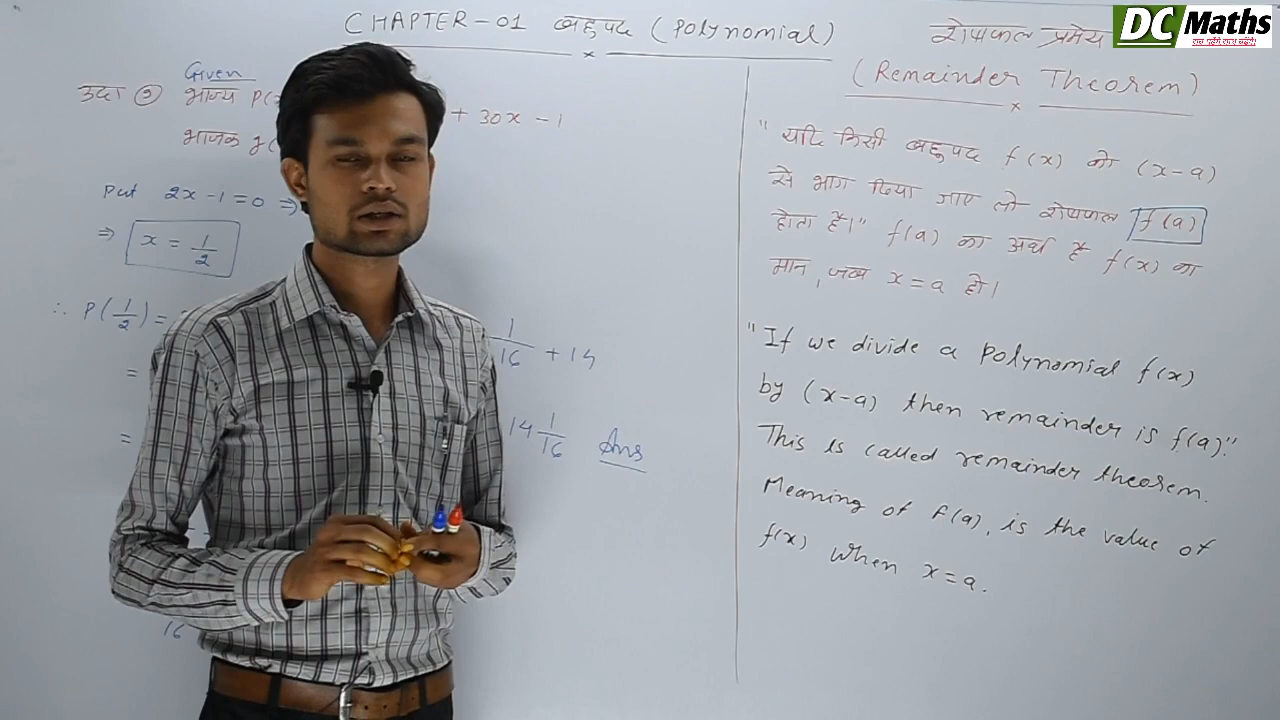 CHAPTER-01 बहुपद (Polynomial)
DC Maths
Given
उदा ① भाज्य P(
+ 30x - 1
भाजक g(
Put 2x - 1 = 0 ⇒
⇒ x = 1/2
∴ P(1/2) =
1/16 + 14
=
=
14 1/16 Ans
16
शेषफल प्रमेय
(Remainder Theorem)
"यदि किसी बहुपद f(x) को (x-a)
से भाग दिया जाए तो शेषफल f(a)
होता है।" f(a) का अर्थ है f(x) का
मान, जब x = a हो।
"If we divide a Polynomial f(x)
by (x-a) then remainder is f(a)."
This is called remainder theorem.
Meaning of f(a), is the value of
f(x) when x = a.